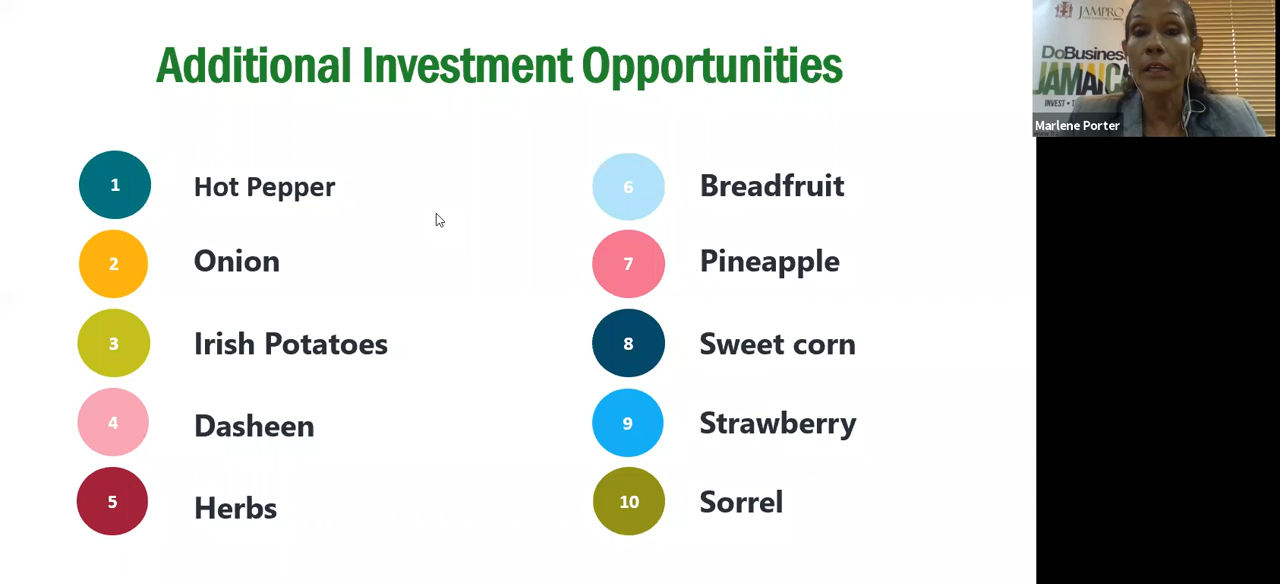 Additional Investment Opportunities
1 Hot Pepper
2 Onion
3 Irish Potatoes
4 Dasheen
5 Herbs
6 Breadfruit
7 Pineapple
8 Sweet corn
9 Strawberry
10 Sorrel
JAMPRO
DoBusiness
JAMAICA
INVEST •
Marlene Porter